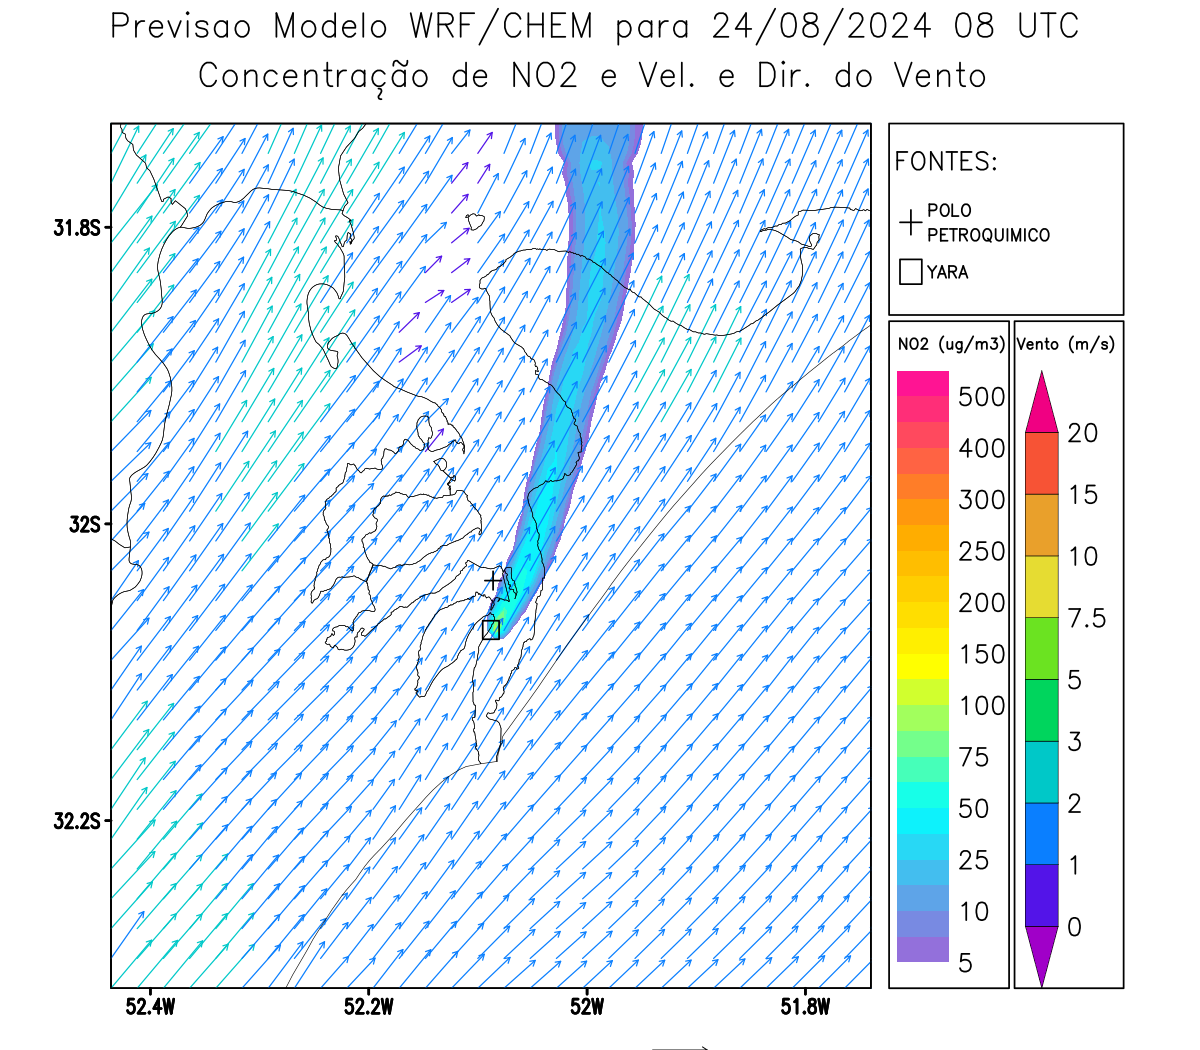 Previsao Modelo WRF/CHEM para 24/08/2024 08 UTC
Concentração de NO2 e Vel. e Dir. do Vento
FONTES:
POLO
PETROQUIMICO
YARA
NO2 (ug/m3)
500
400
300
250
200
150
100
75
50
25
10
5
Vento (m/s)
20
15
10
7.5
5
3
2
1
0
31.8S
32S
32.2S
52.4W
52.2W
52W
51.8W